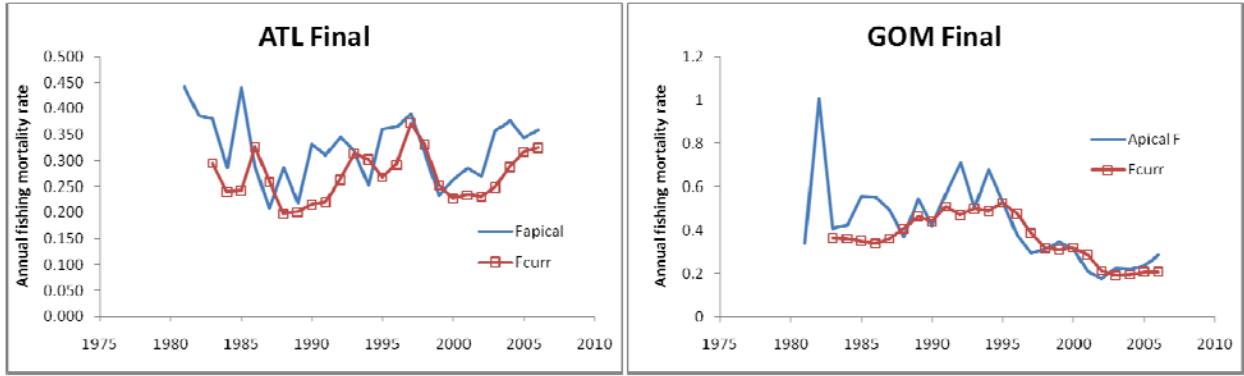 ATL Final
Annual fishing mortality rate
0.500
0.450
0.400
0.350
0.300
0.250
0.200
0.150
0.100
0.050
0.000
Fapical
Fcurr
1975 1980 1985 1990 1995 2000 2005 2010
GOM Final
Annual fishing mortality rate
1.2
1
0.8
0.6
0.4
0.2
0
Apical F
Fcurr
1975 1980 1985 1990 1995 2000 2005 2010